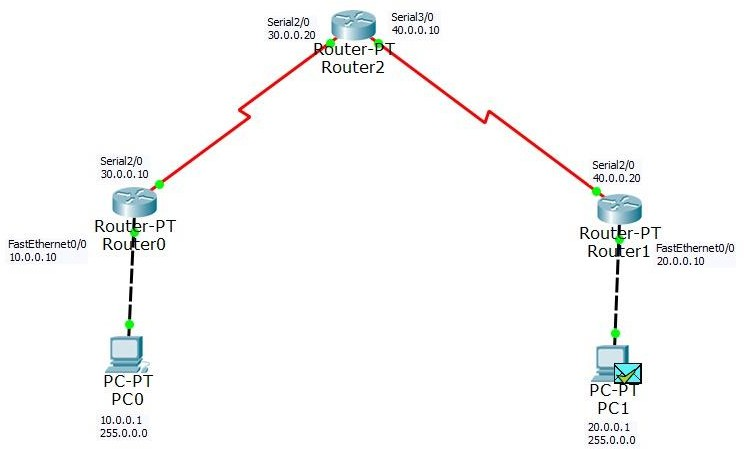 Serial2/0
30.0.0.20
Serial3/0
40.0.0.10
Router-PT
Router2
Serial2/0
30.0.0.10
Router-PT
Router0
FastEthernet0/0
10.0.0.10
Serial2/0
40.0.0.20
Router-PT
Router1
FastEthernet0/0
20.0.0.10
PC-PT
PC0
10.0.0.1
255.0.0.0
PC-PT
PC1
20.0.0.1
255.0.0.0